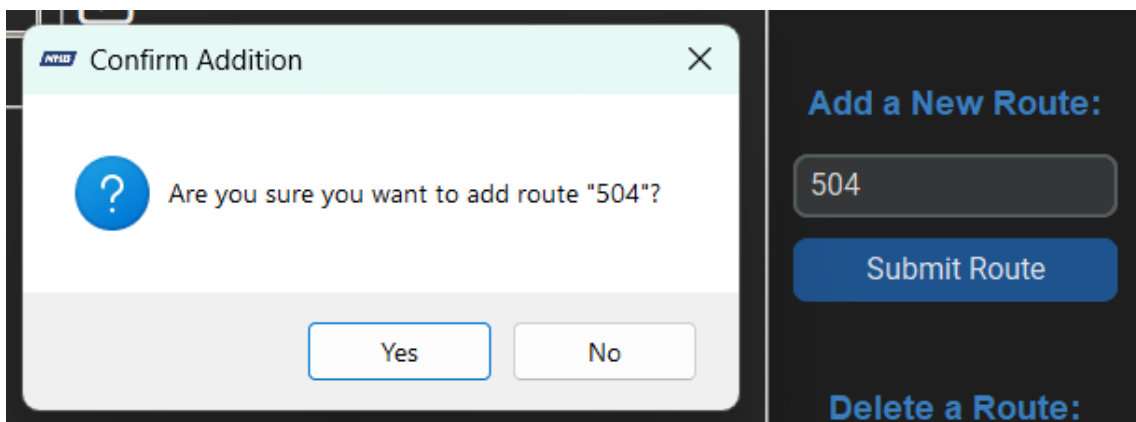 NHB Confirm Addition
Are you sure you want to add route "504"?
Yes No
Add a New Route:
504
Submit Route
Delete a Route: